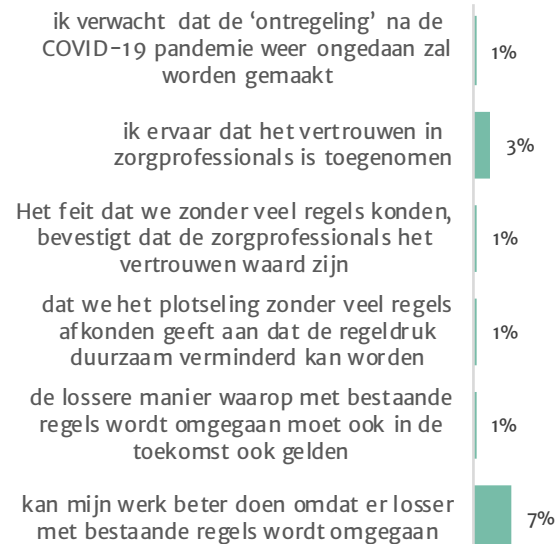 ik verwacht dat de ‘ontregeling’ na de
COVID-19 pandemie weer ongedaan zal
worden gemaakt
1%
ik ervaar dat het vertrouwen in
zorgprofessionals is toegenomen
3%
Het feit dat we zonder veel regels konden,
bevestigt dat de zorgprofessionals het
vertrouwen waard zijn
1%
dat we het plotseling zonder veel regels
afkonden geeft aan dat de regeldruk
duurzaam verminderd kan worden
1%
de lossere manier waarop met bestaande
regels wordt omgegaan moet ook in de
toekomst ook gelden
1%
kan mijn werk beter doen omdat er losser
met bestaande regels wordt omgegaan
7%